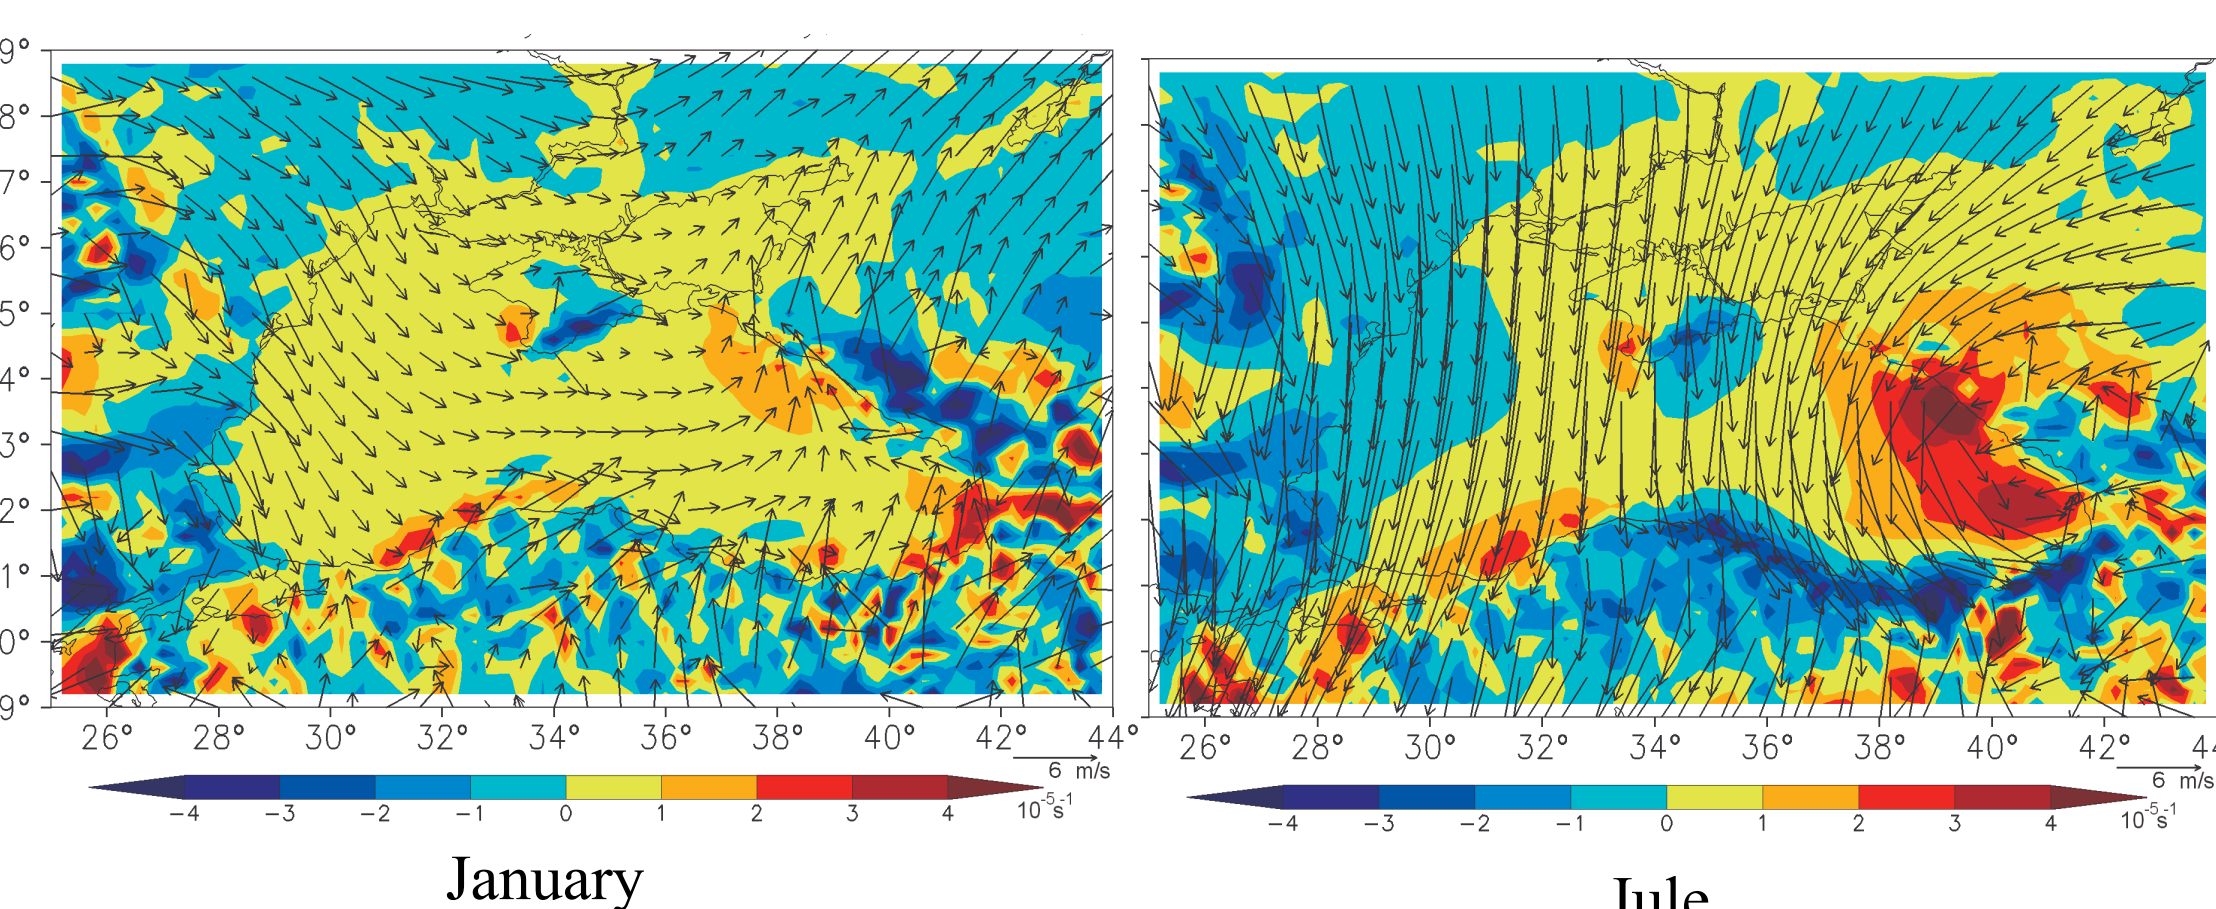 9°
8°
7°
6°
5°
4°
3°
2°
1°
0°
9°
26° 28° 30° 32° 34° 36° 38° 40° 42° 44°
6 m/s
−4 −3 −2 −1 0 1 2 3 4 10⁻⁵s⁻¹
January
26° 28° 30° 32° 34° 36° 38° 40° 42° 44
6 m/s
−4 −3 −2 −1 0 1 2 3 4 10⁻⁵s⁻¹
Jule